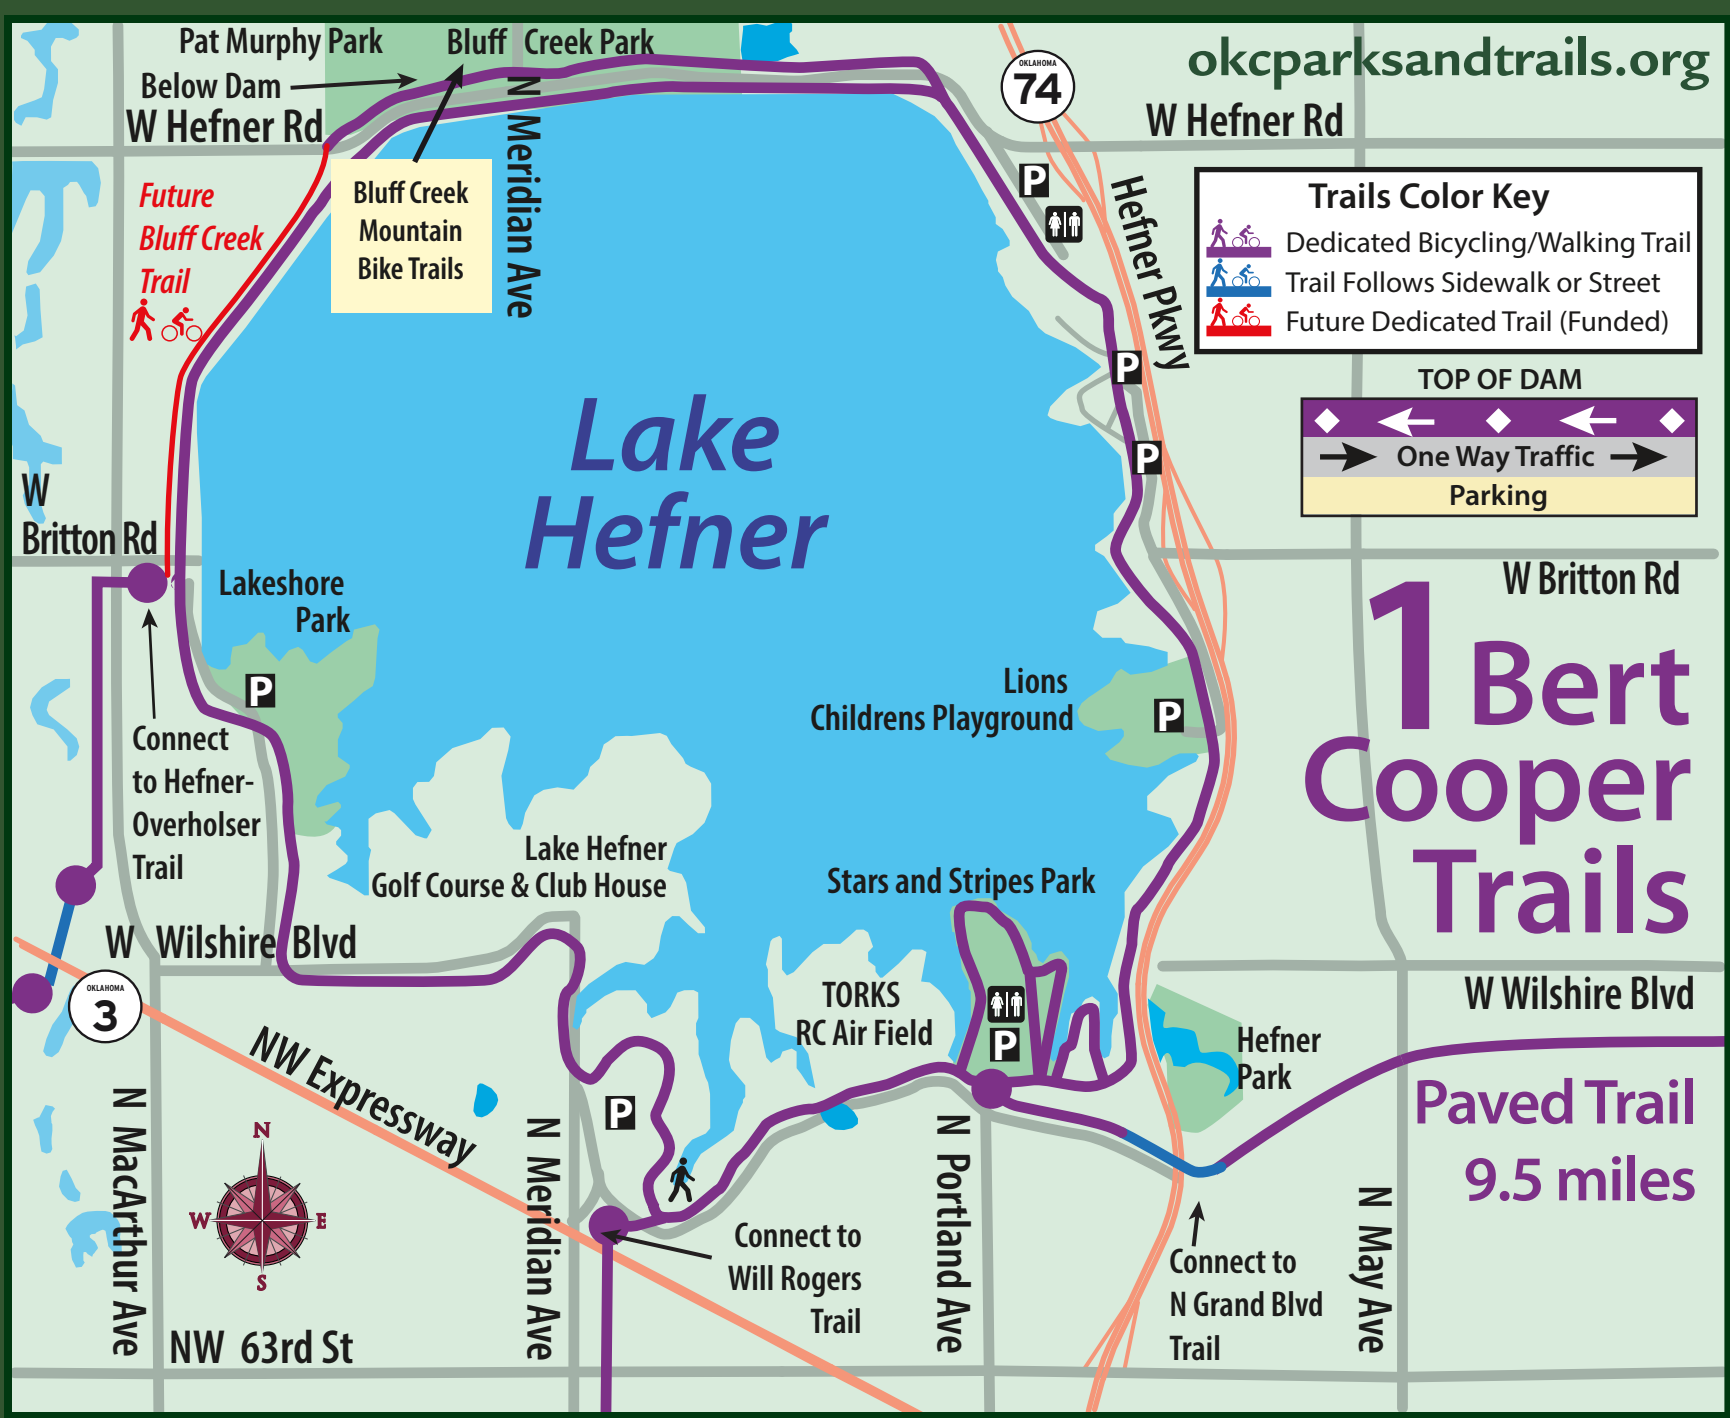 Pat Murphy Park
Bluff Creek Park
Below Dam
W Hefner Rd
okcparksandtrails.org
OKLAHOMA
74
W Hefner Rd
N Meridian Ave
Future
Bluff Creek
Trail
Bluff Creek
Mountain
Bike Trails
P
Hefner Pkwy
Trails Color Key
Dedicated Bicycling/Walking Trail
Trail Follows Sidewalk or Street
Future Dedicated Trail (Funded)
P
TOP OF DAM
One Way Traffic
Parking
Lake
Hefner
P
W
Britton Rd
W Britton Rd
Lakeshore
Park
P
1 Bert
Cooper
Trails
Lions
Childrens Playground
P
Connect
to Hefner-
Overholser
Trail
Lake Hefner
Golf Course & Club House
Stars and Stripes Park
W Wilshire Blvd
W Wilshire Blvd
OKLAHOMA
3
TORKS
RC Air Field
P
Hefner
Park
NW Expressway
P
Paved Trail
9.5 miles
N MacArthur Ave
N
W
E
S
N Meridian Ave
N Portland Ave
N May Ave
Connect to
Will Rogers
Trail
Connect to
N Grand Blvd
Trail
NW 63rd St